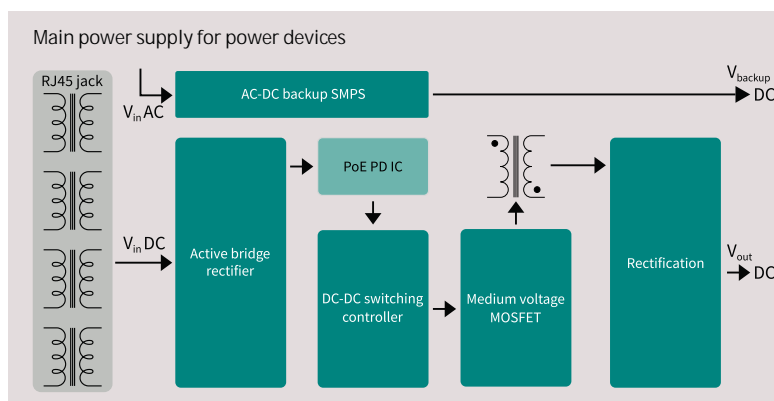 Main power supply for power devices
RJ45 jack
Vin AC
AC-DC backup SMPS
Vbackup
DC
Vin DC
Active bridge
rectifier
PoE PD IC
DC-DC switching
controller
Medium voltage
MOSFET
Rectification
Vout
DC